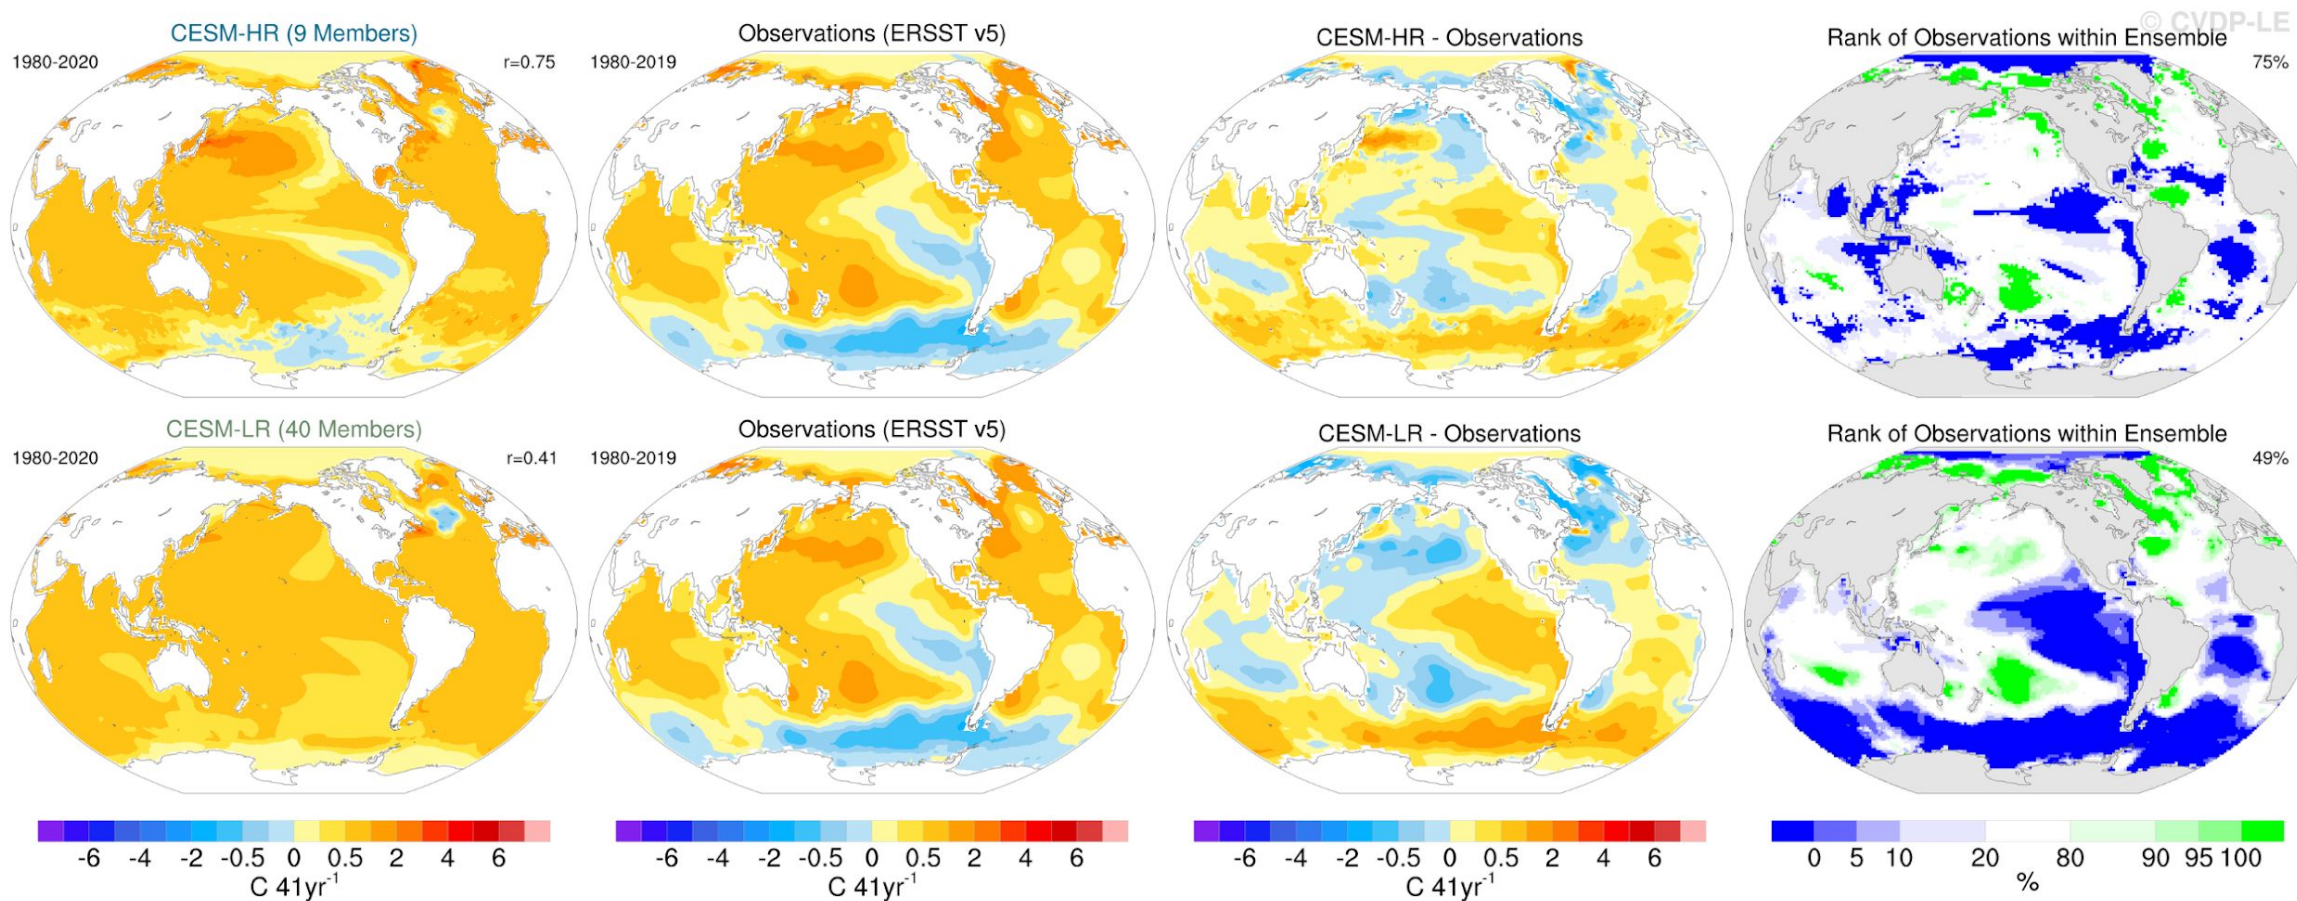 © CVDP-LE
CESM-HR (9 Members)
1980-2020
r=0.75
Observations (ERSST v5)
1980-2019
CESM-HR - Observations
Rank of Observations within Ensemble
75%
CESM-LR (40 Members)
1980-2020
r=0.41
Observations (ERSST v5)
1980-2019
CESM-LR - Observations
Rank of Observations within Ensemble
49%
-6 -4 -2 -0.5 0 0.5 2 4 6
C 41yr⁻¹
-6 -4 -2 -0.5 0 0.5 2 4 6
C 41yr⁻¹
-6 -4 -2 -0.5 0 0.5 2 4 6
C 41yr⁻¹
0 5 10 20 80 90 95 100
%